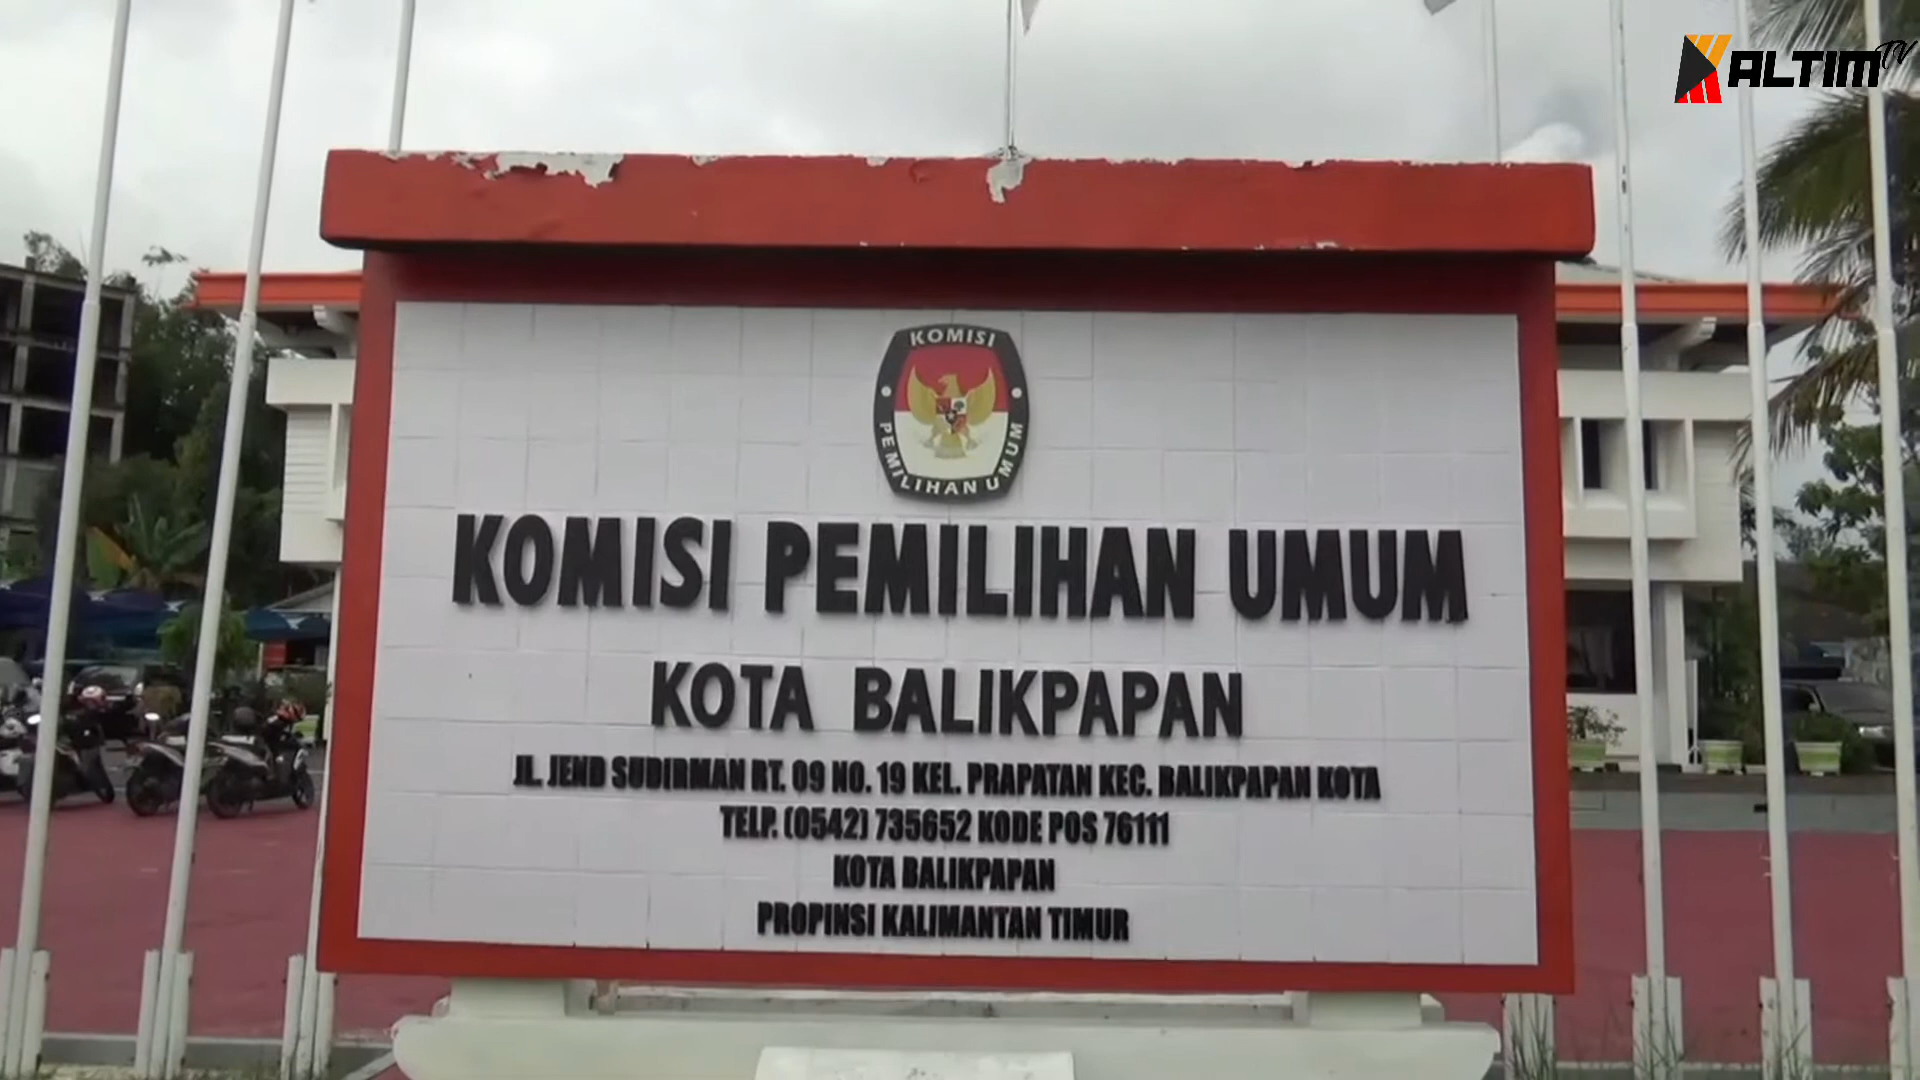 KALTIM TV
KOMISI
PEMILIHAN UMUM
KOMISI PEMILIHAN UMUM
KOTA BALIKPAPAN
JL. JEND SUDIRMAN RT. 09 NO. 19 KEL. PRAPATAN KEC. BALIKPAPAN KOTA
TELP. (0542) 735652 KODE POS 76111
KOTA BALIKPAPAN
PROPINSI KALIMANTAN TIMUR